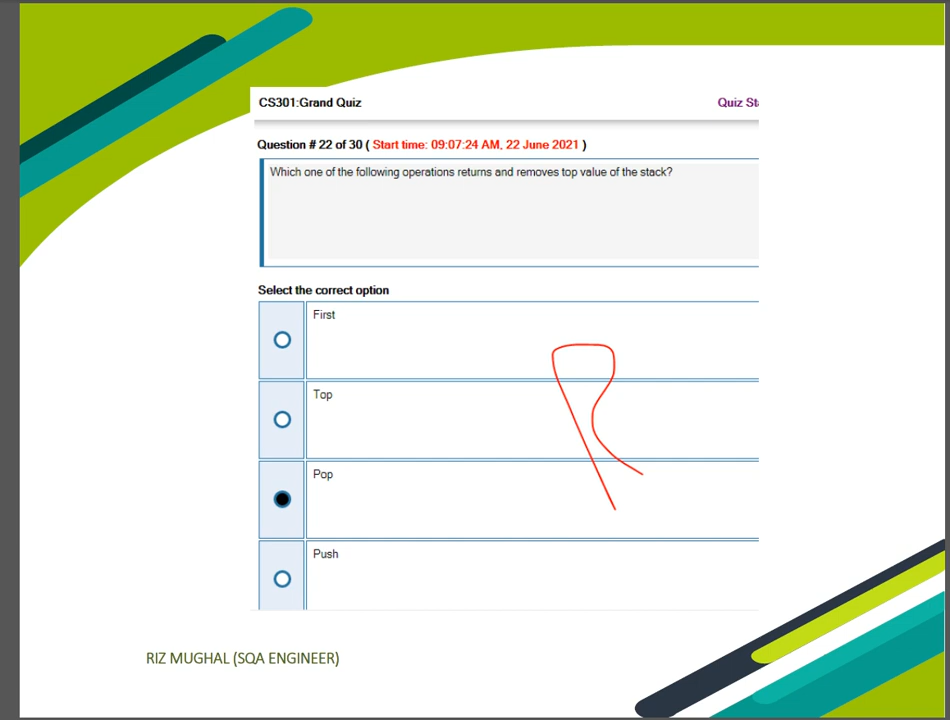 CS301:Grand Quiz
Quiz St
Question # 22 of 30 ( Start time: 09:07:24 AM, 22 June 2021 )
Which one of the following operations returns and removes top value of the stack?
Select the correct option
First
Top
Pop
Push
RIZ MUGHAL (SQA ENGINEER)